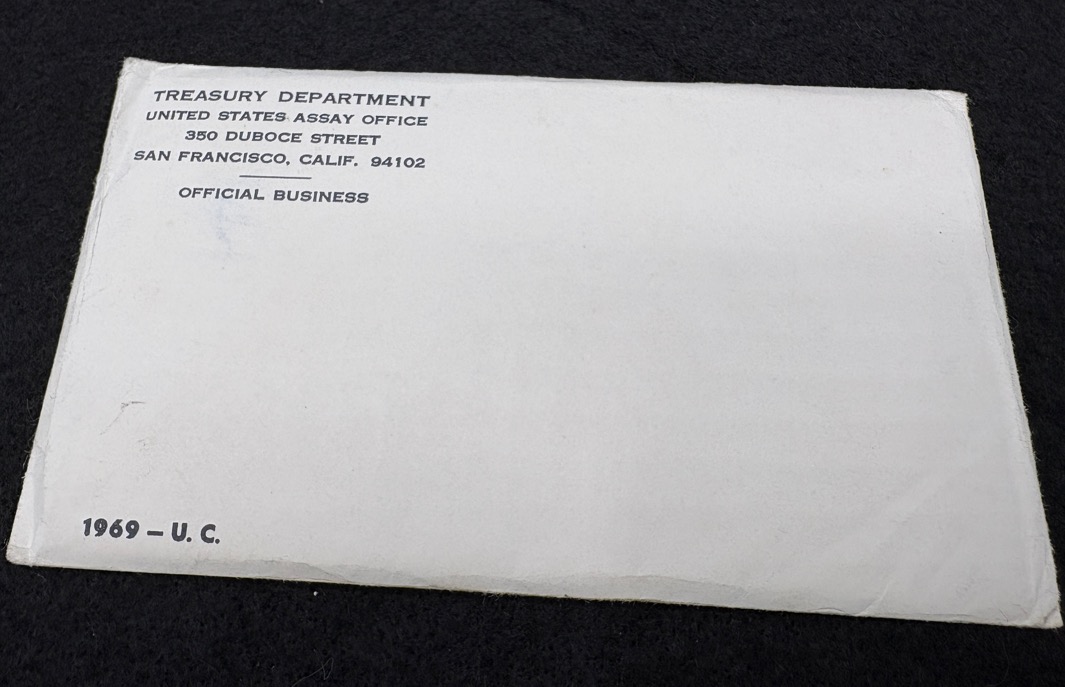 TREASURY DEPARTMENT
UNITED STATES ASSAY OFFICE
350 DUBOCE STREET
SAN FRANCISCO, CALIF. 94102
OFFICIAL BUSINESS
1969 – U. C.